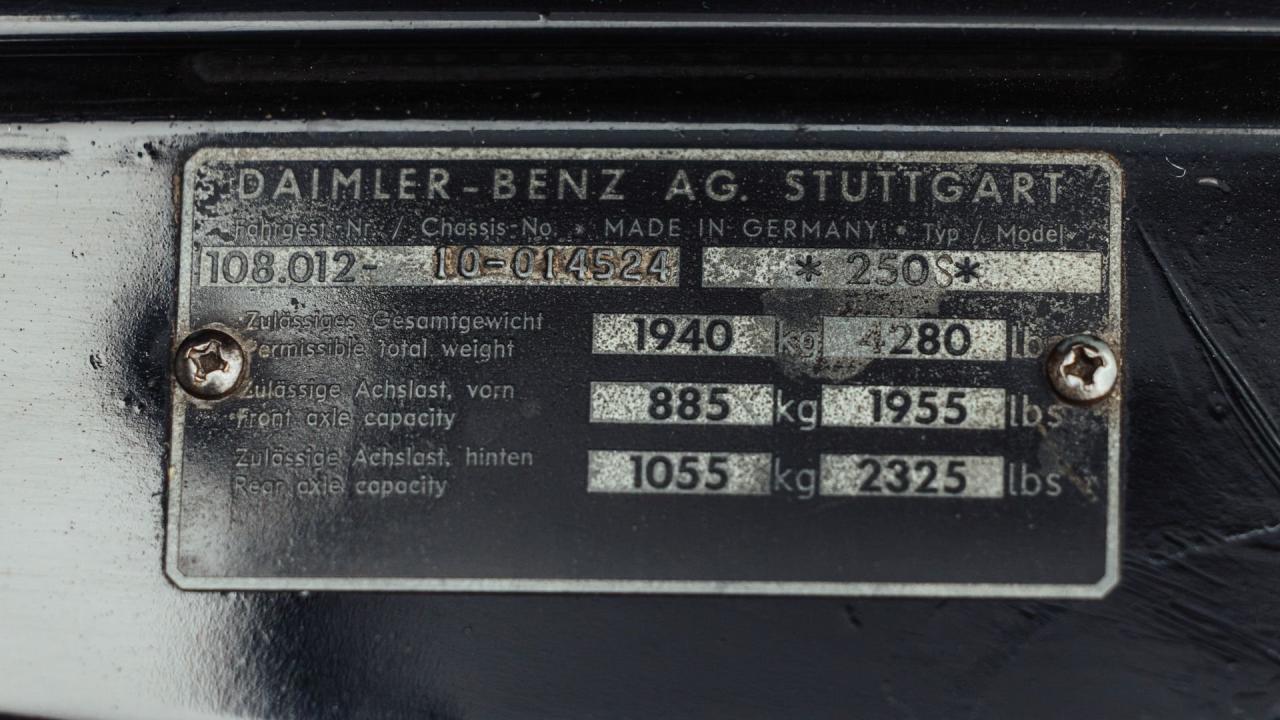 DAIMLER-BENZ AG. STUTTGART
Fahrgest-Nr. / Chassis-No. • MADE IN GERMANY • Typ / Model
108.012- 10-014524 * 250S*
Zulässiges Gesamtgewicht
Permissible total weight 1940 kg 4280 lbs
Zulässige Achslast, vorn
Front axle capacity 885 kg 1955 lbs
Zulässige Achslast, hinten
Rear axle capacity 1055 kg 2325 lbs